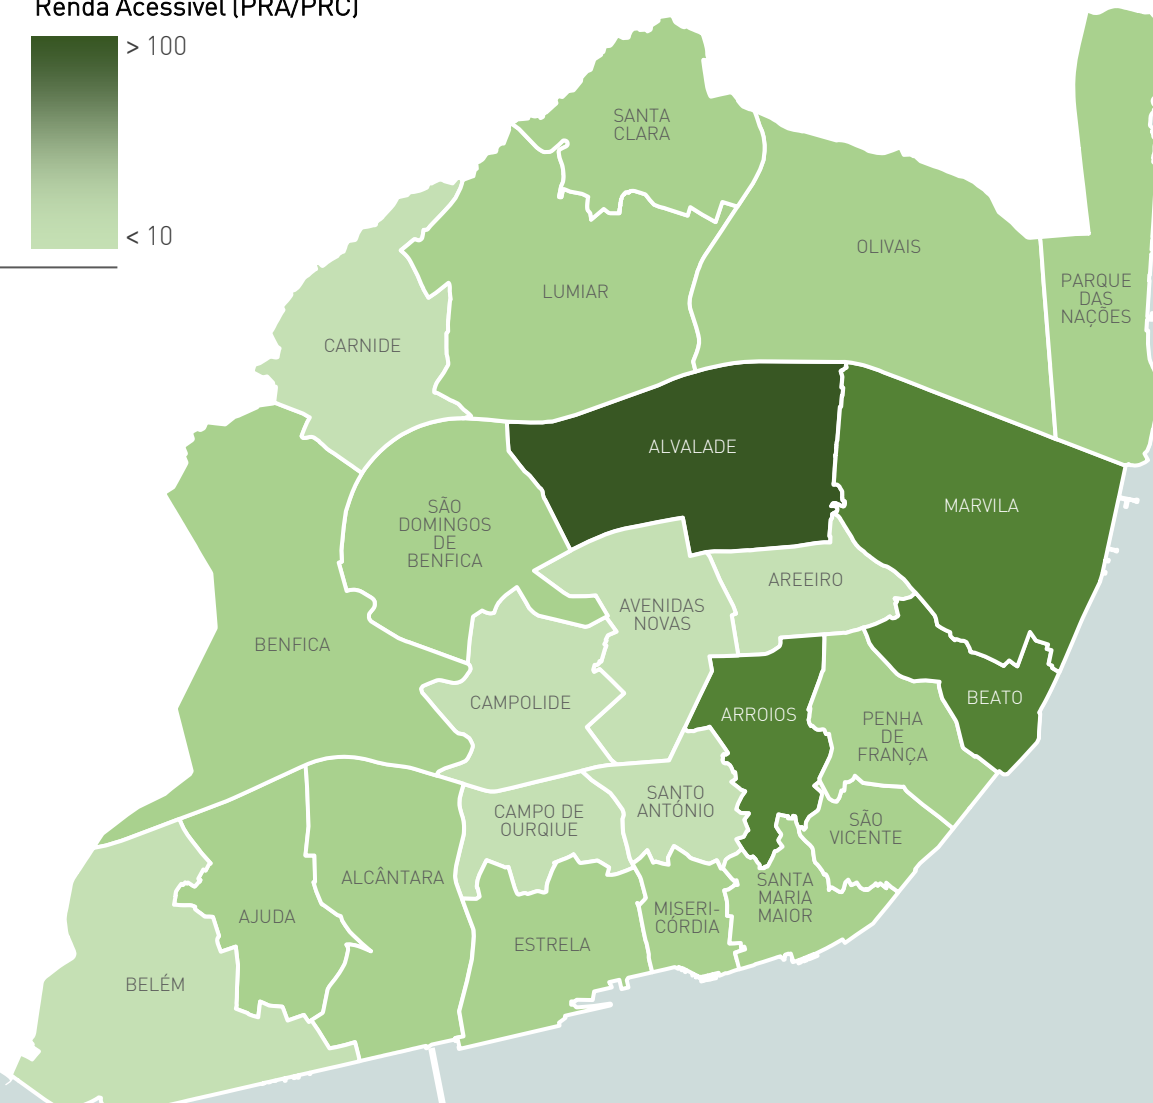 Renda Acessível (PRA/PRC)
> 100
< 10
SANTA
CLARA
OLIVAIS
PARQUE
DAS
NAÇÕES
LUMIAR
CARNIDE
ALVALADE
MARVILA
SÃO
DOMINGOS
DE
BENFICA
AREEIRO
AVENIDAS
NOVAS
BENFICA
CAMPOLIDE
ARROIOS
BEATO
PENHA
DE
FRANÇA
SANTO
ANTÓNIO
CAMPO DE
OURQIUE
SÃO
VICENTE
ALCÂNTARA
SANTA
MARIA
MAIOR
AJUDA
MISERI-
CÓRDIA
ESTRELA
BELÉM